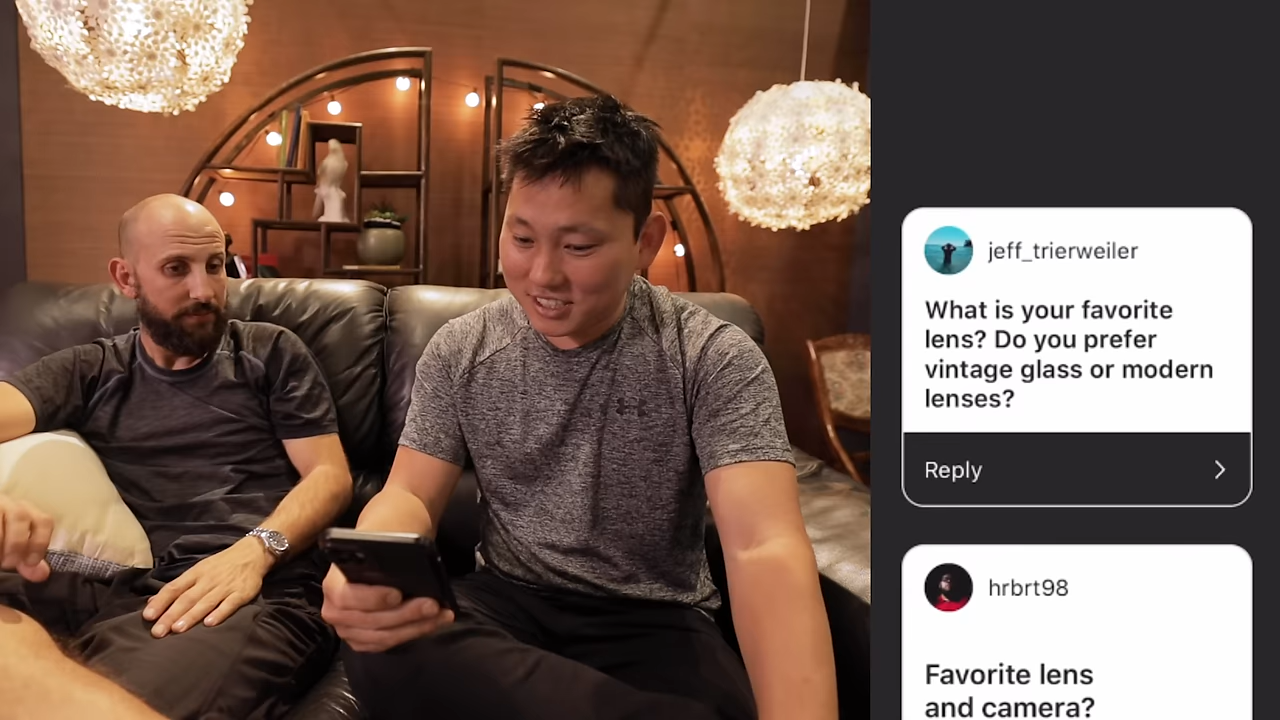 jeff_trierweiler
What is your favorite
lens? Do you prefer
vintage glass or modern
lenses?
Reply
hrbrt98
Favorite lens
and camera?